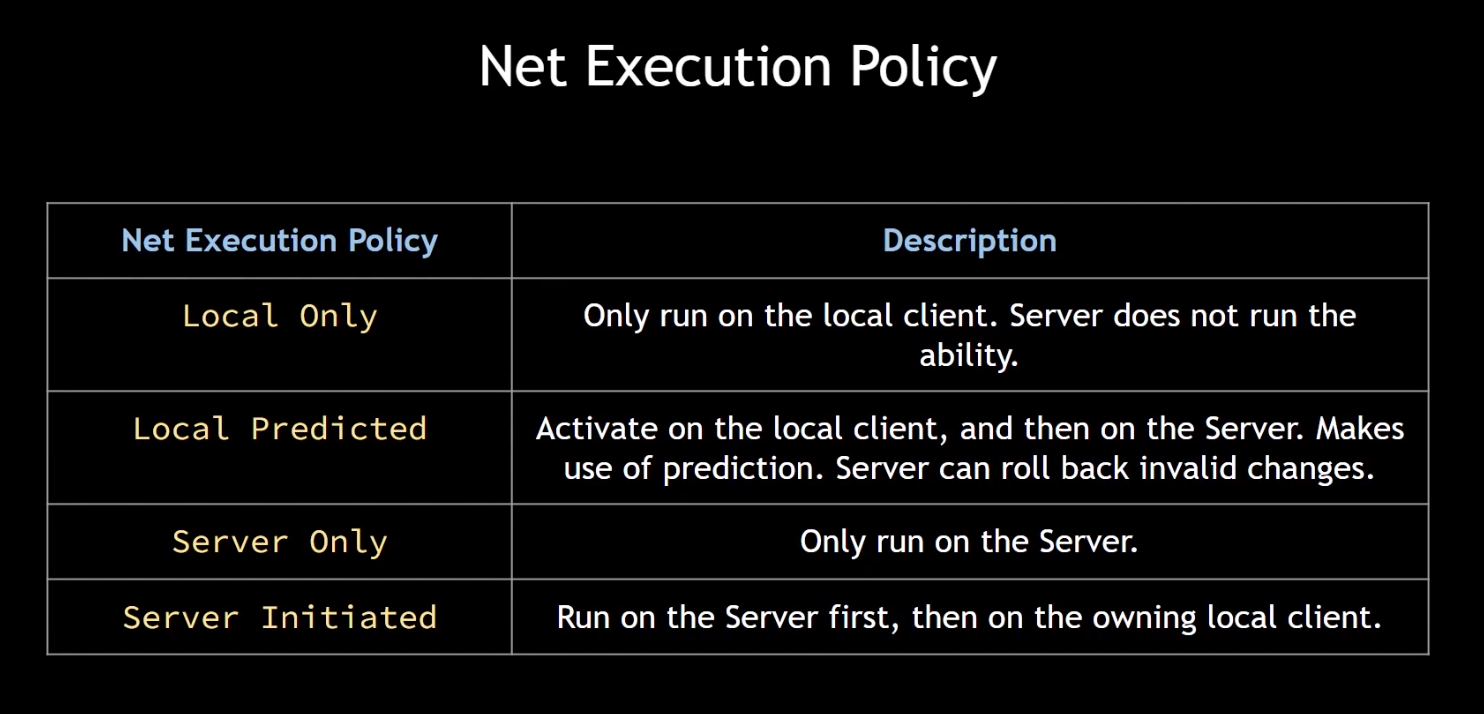 Net Execution Policy
Net Execution Policy
Description
Local Only
Only run on the local client. Server does not run the
ability.
Local Predicted
Activate on the local client, and then on the Server. Makes
use of prediction. Server can roll back invalid changes.
Server Only
Only run on the Server.
Server Initiated
Run on the Server first, then on the owning local client.